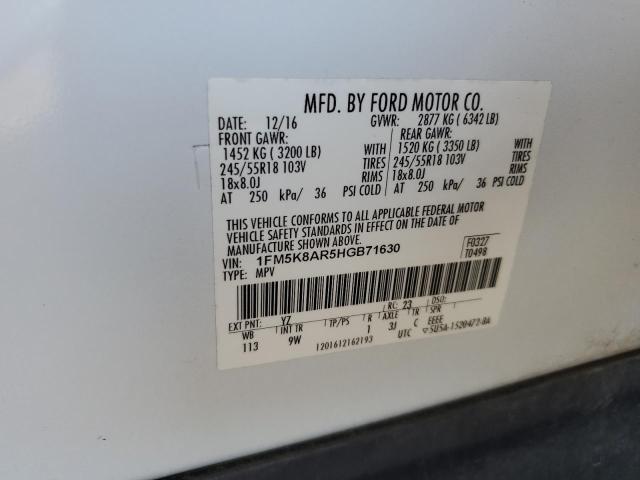 MFD. BY FORD MOTOR CO.
DATE: 12/16 GVWR: 2877 KG ( 6342 LB)
FRONT GAWR: REAR GAWR:
1452 KG ( 3200 LB) WITH 1520 KG ( 3350 LB) WITH
245/55R18 103V TIRES 245/55R18 103V TIRES
18x8.0J RIMS 18x8.0J RIMS
AT 250 kPa/ 36 PSI COLD AT 250 kPa/ 36 PSI COLD
THIS VEHICLE CONFORMS TO ALL APPLICABLE FEDERAL MOTOR
VEHICLE SAFETY STANDARDS IN EFFECT ON THE DATE OF
MANUFACTURE SHOWN ABOVE.
VIN: 1FM5K8AR5HGB71630 F0327
TYPE: MPV T0498
EXT PNT: YZ RC: 23 DSO:
WB INT TR TP/PS R AXLE TR
113 9W 1 3J C EEEE
1201612162193 UTC ▽5U5A-1520472-BA